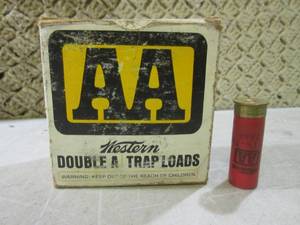 AA
Western
DOUBLE A TRAP LOADS
WARNING: KEEP OUT OF THE REACH OF CHILDREN.